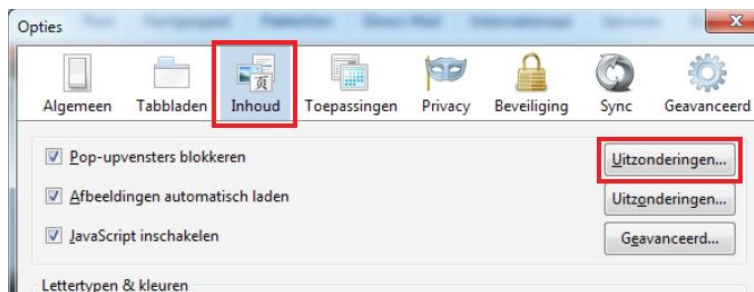 Opties
Algemeen Tabbladen Inhoud Toepassingen Privacy Beveiliging Sync Geavanceerd
Pop-upvensters blokkeren Uitzonderingen...
Afbeeldingen automatisch laden Uitzonderingen...
JavaScript inschakelen Geavanceerd...
Lettertypen & kleuren